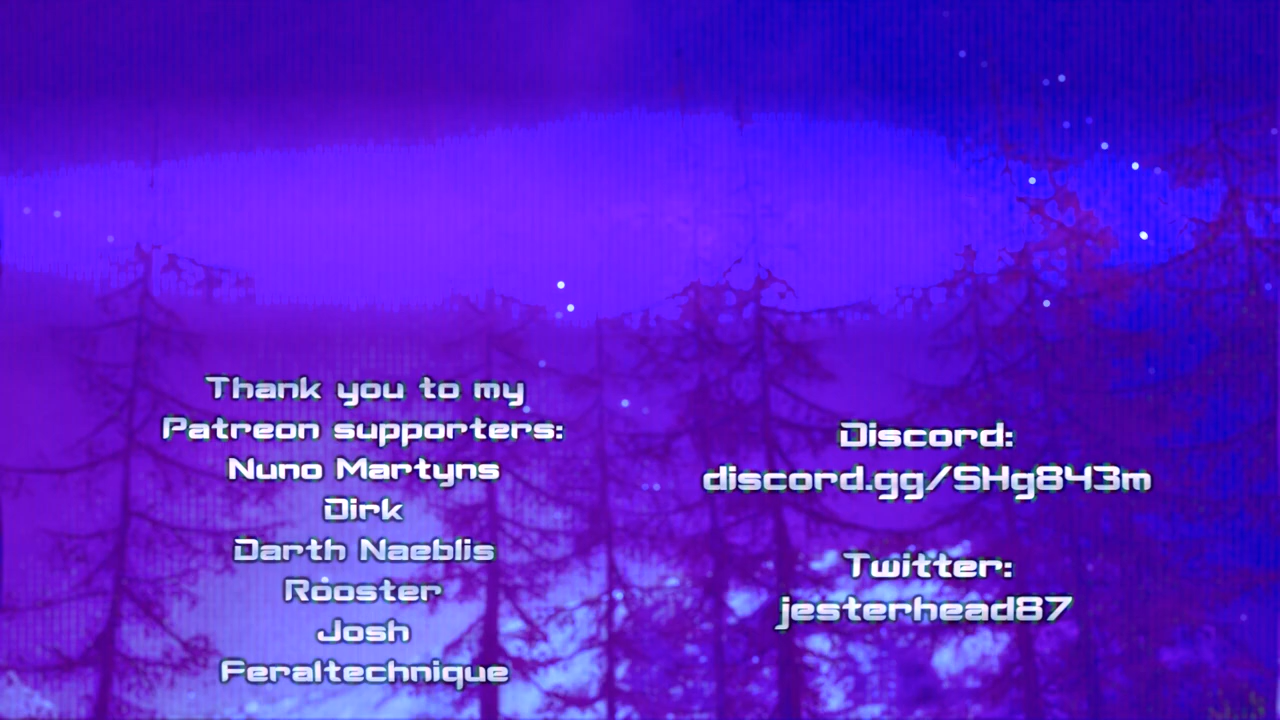 Thank you to my
Patreon supporters:
Nuno Martyns
Dirk
Darth Naeblis
Rooster
Josh
Feraltechnique
Discord:
discord.gg/SHg843m
Twitter:
jesterhead87